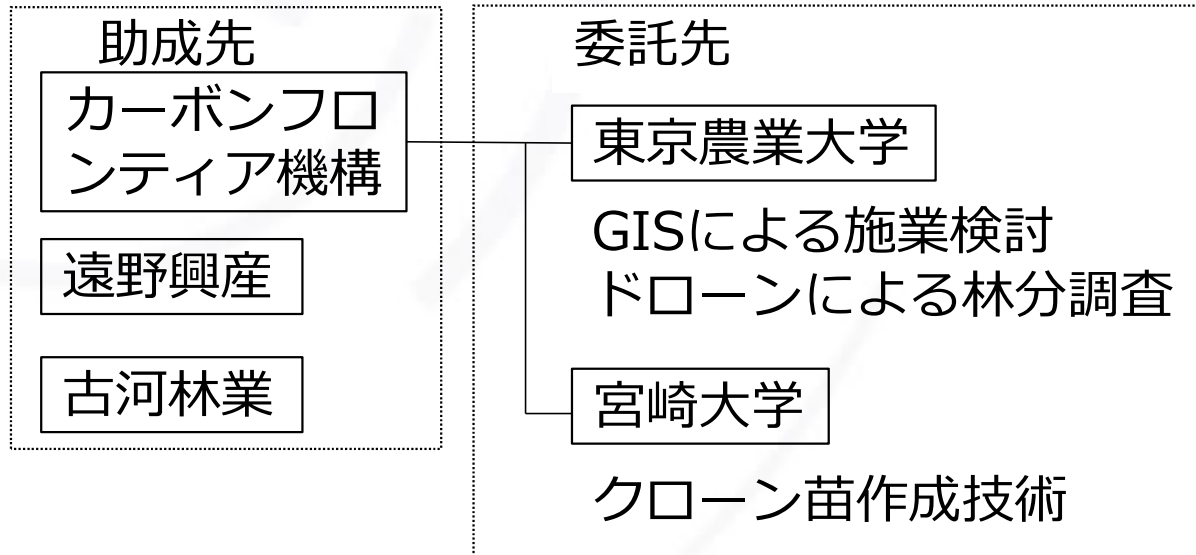 助成先
カーボンフロ
ンティア機構
遠野興産
古河林業
委託先
東京農業大学
GISによる施業検討
ドローンによる林分調査
宮崎大学
クローン苗作成技術